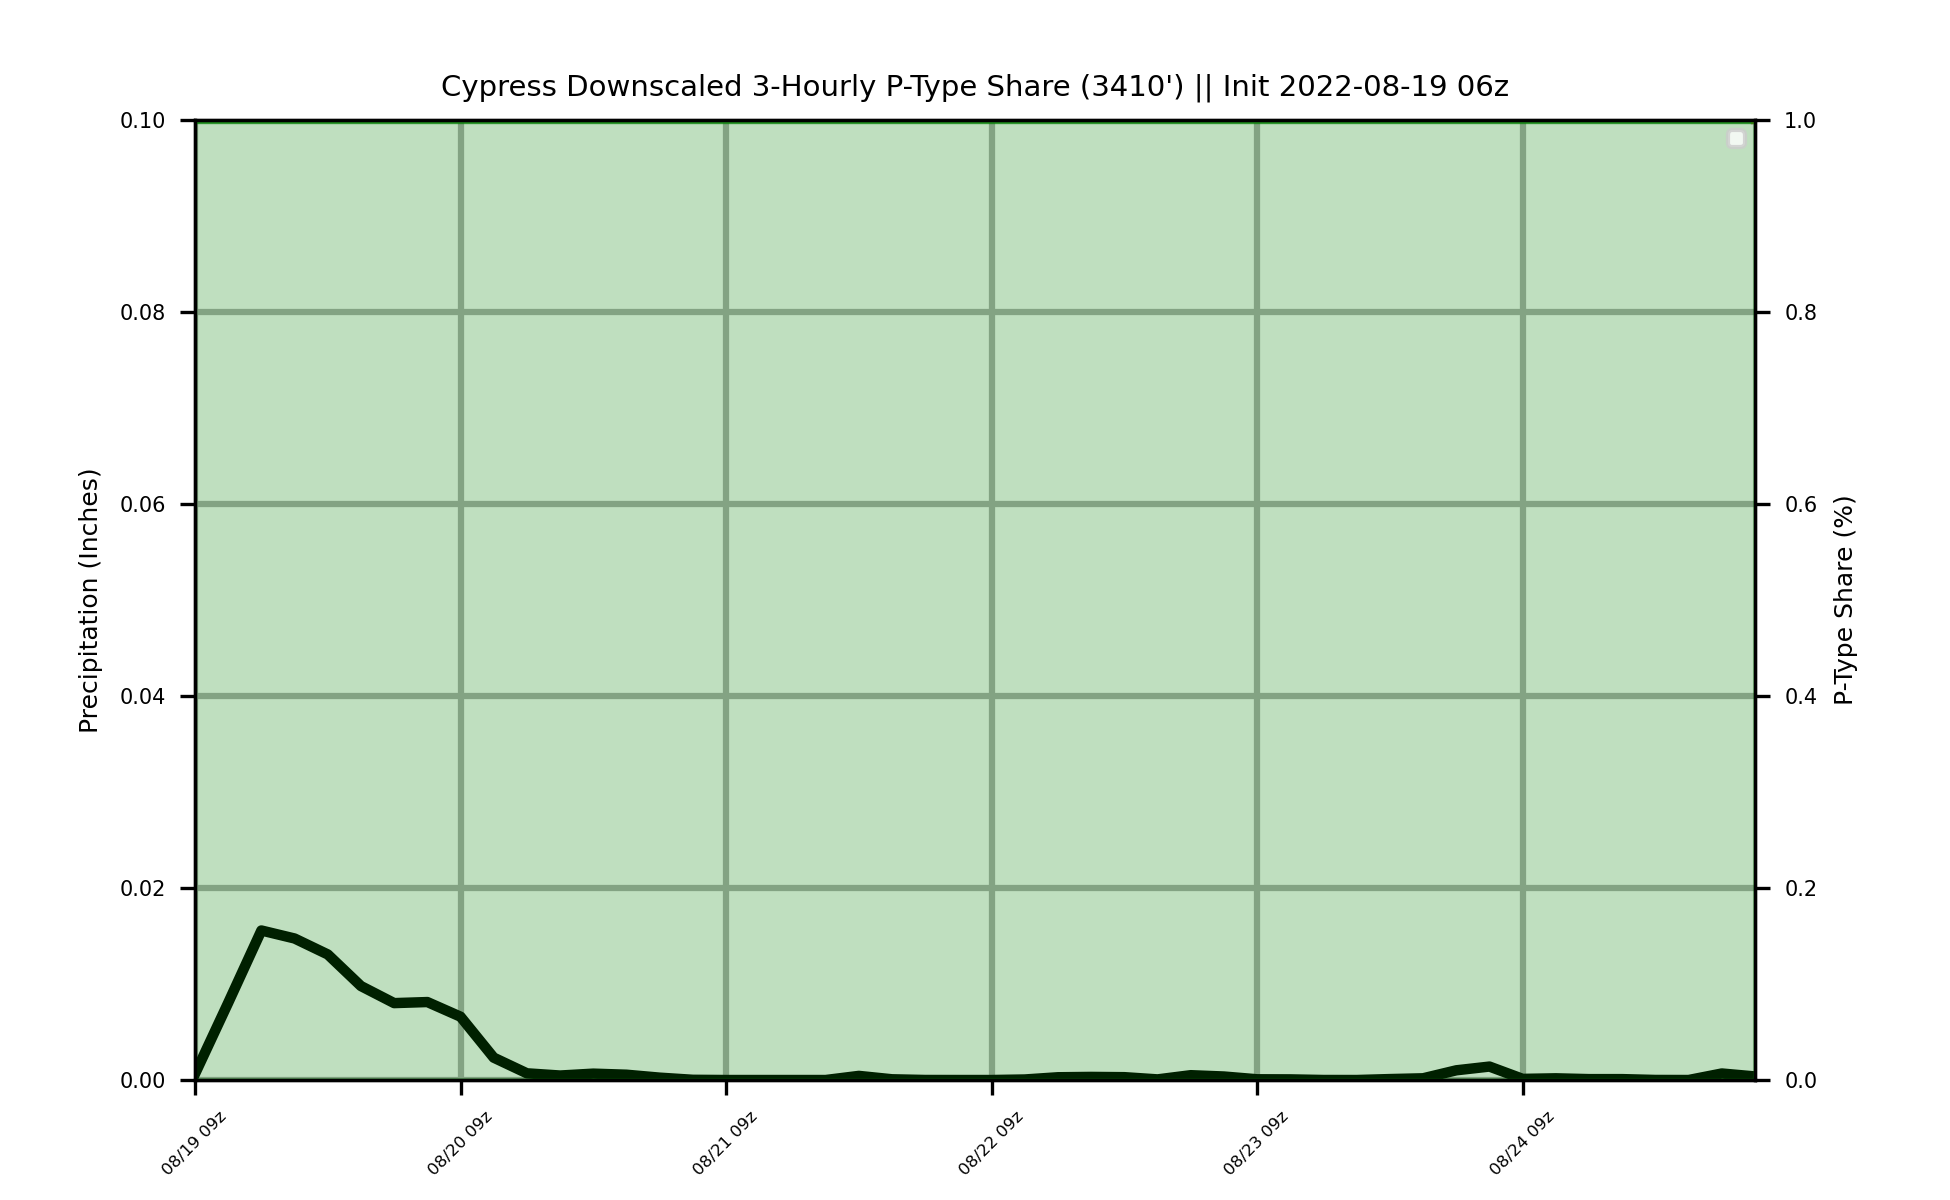 Cypress Downscaled 3-Hourly P-Type Share (3410') || Init 2022-08-19 06z
0.10
0.08
0.06
0.04
0.02
0.00
Precipitation (Inches)
1.0
0.8
0.6
0.4
0.2
0.0
P-Type Share (%)
08/19 09z
08/20 09z
08/21 09z
08/22 09z
08/23 09z
08/24 09z